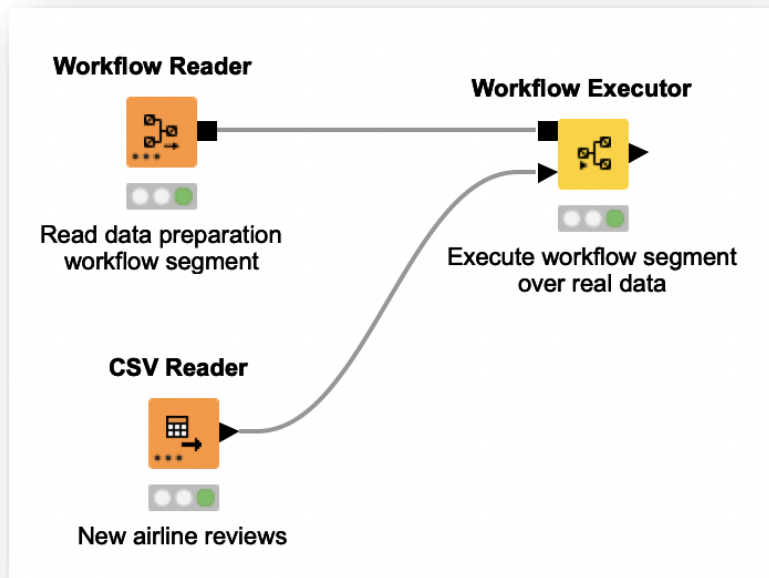 Workflow Reader
Workflow Executor
Read data preparation
workflow segment
Execute workflow segment
over real data
CSV Reader
New airline reviews